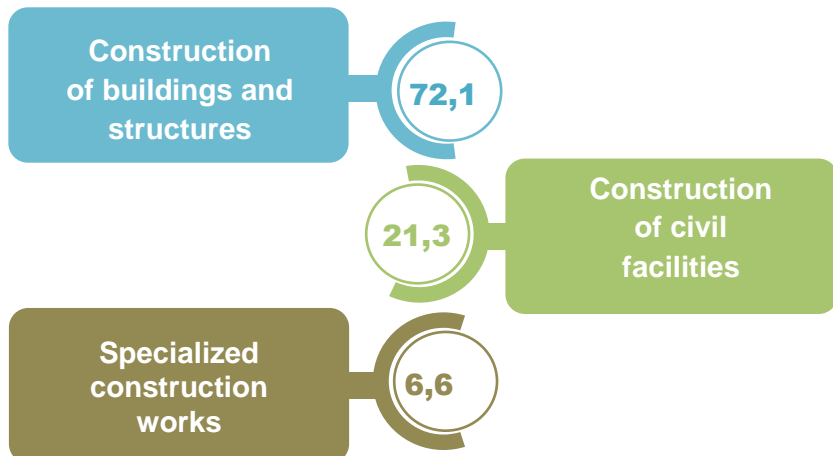 Construction
of buildings and
structures
72,1
21,3
Construction
of civil
facilities
Specialized
construction
works
6,6